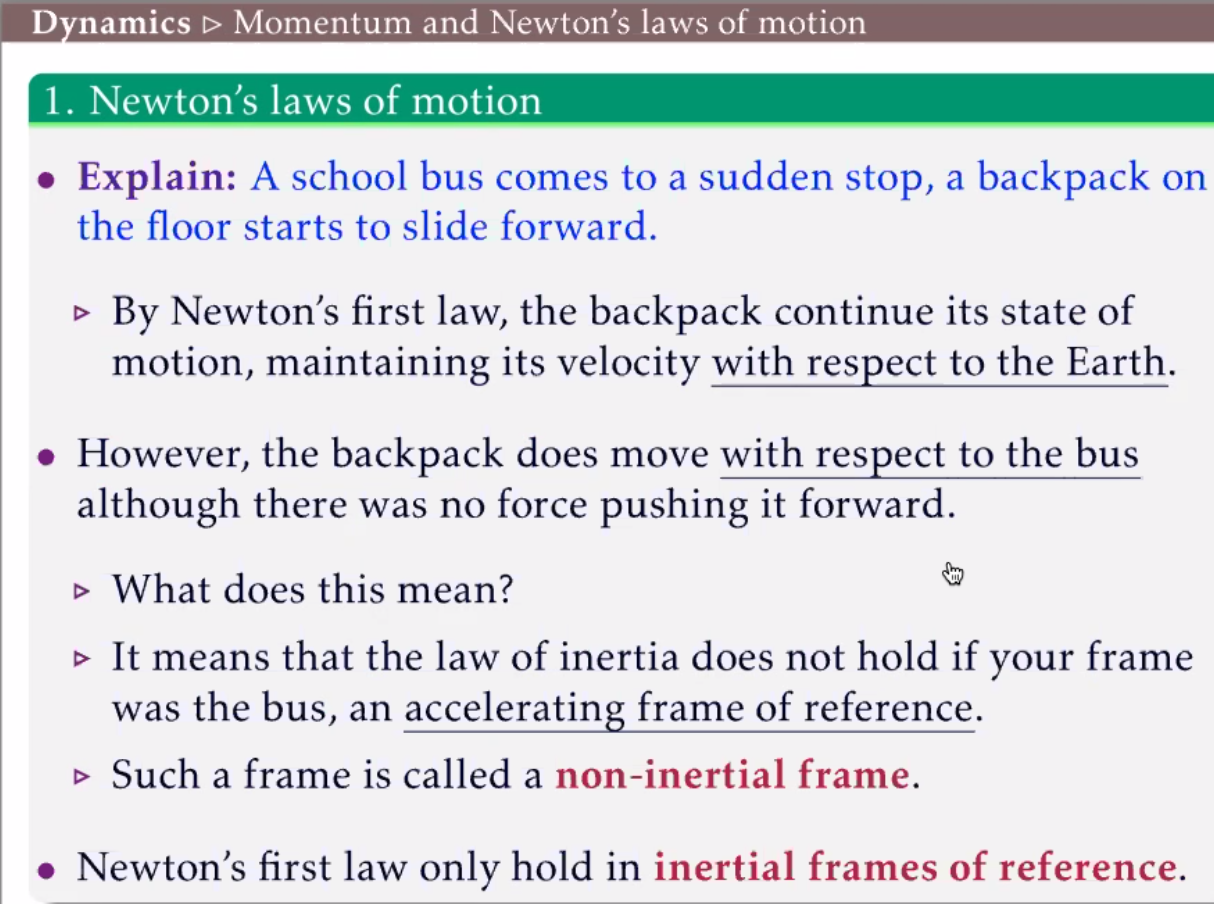 Dynamics ▷ Momentum and Newton's laws of motion
1. Newton's laws of motion
• Explain: A school bus comes to a sudden stop, a backpack on
the floor starts to slide forward.
▷ By Newton's first law, the backpack continue its state of
motion, maintaining its velocity with respect to the Earth.
• However, the backpack does move with respect to the bus
although there was no force pushing it forward.
▷ What does this mean?
▷ It means that the law of inertia does not hold if your frame
was the bus, an accelerating frame of reference.
▷ Such a frame is called a non-inertial frame.
• Newton's first law only hold in inertial frames of reference.